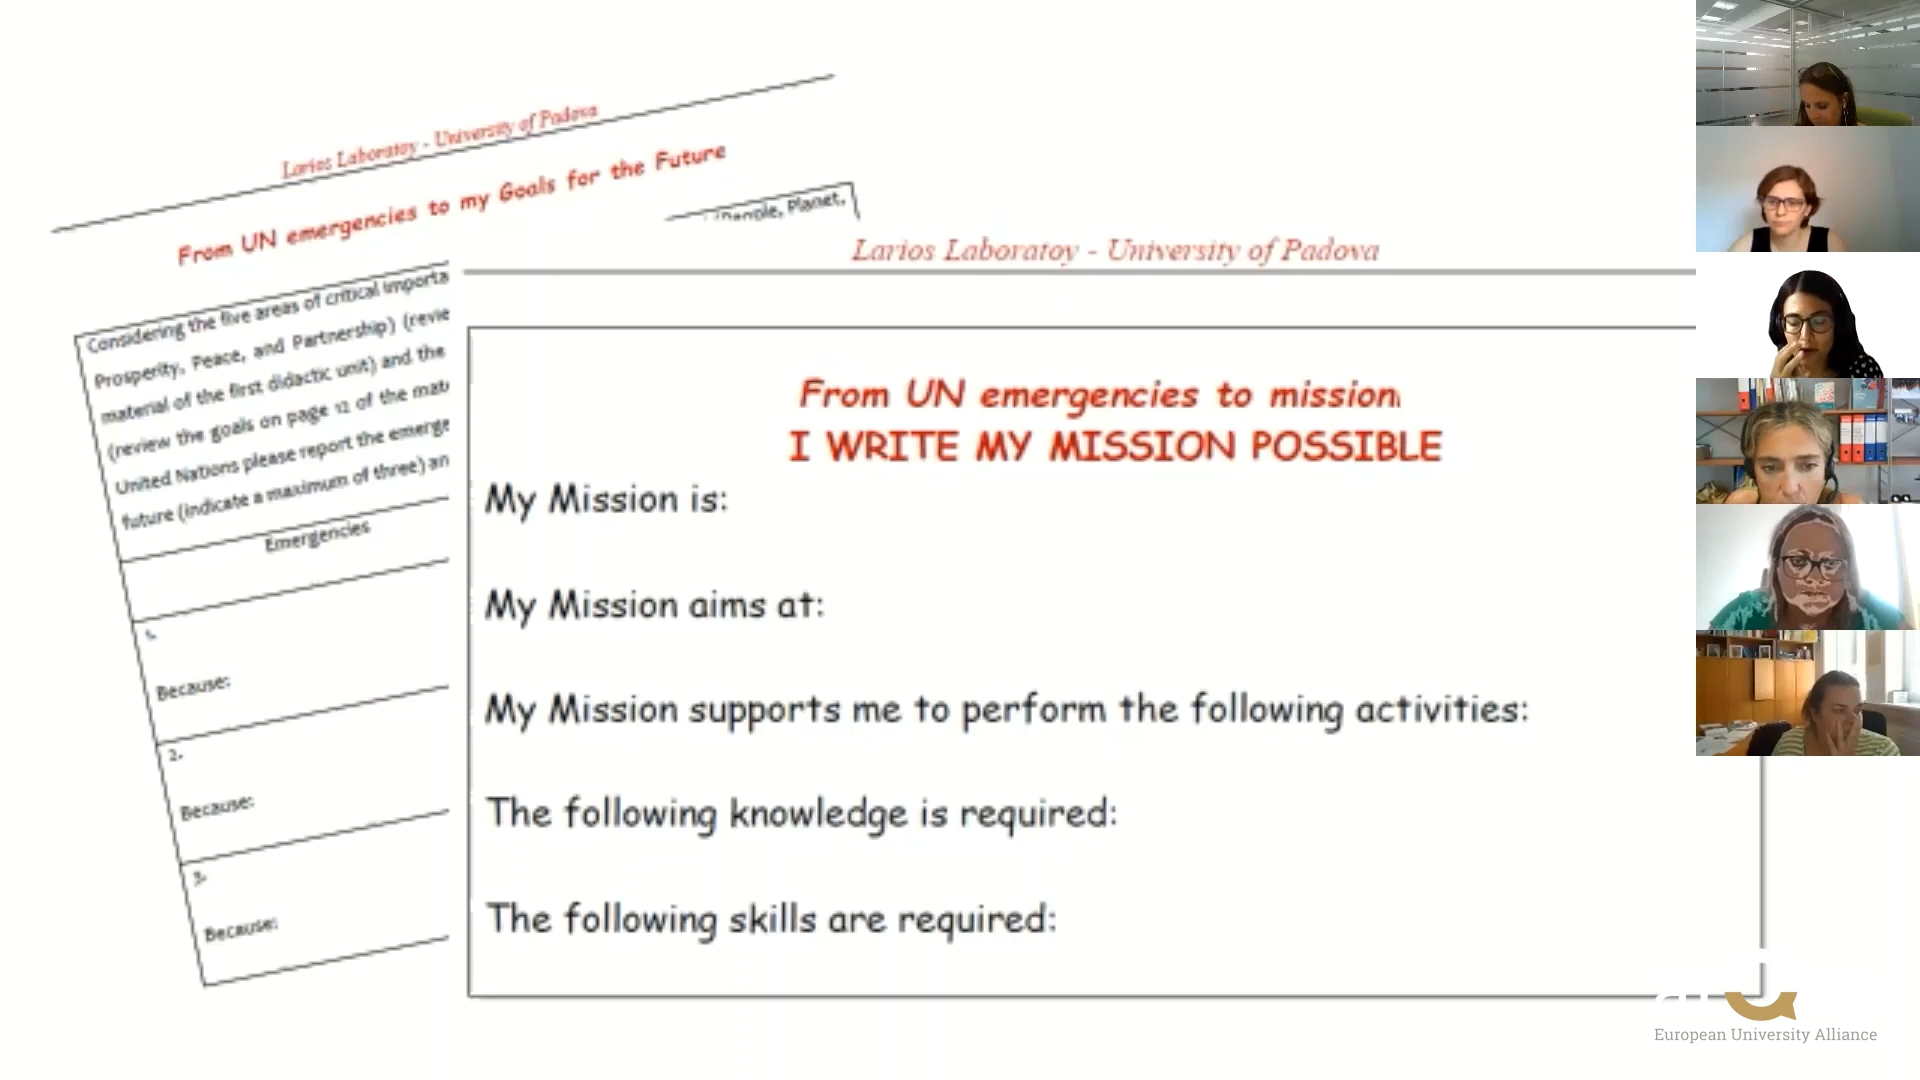 Larios Laboratoy - University of Padova
From UN emergencies to my Goals for the Future
(People, Planet,
Considering the five areas of critical importa
Prosperity, Peace, and Partnership) (revie
material of the first didactic unit) and the
(review the goals on page 12 of the mat
United Nations please report the emerge
future (indicate a maximum of three) an
Emergencies
1.
Because:
2.
Because:
3.
Because:
Larios Laboratoy - University of Padova
From UN emergencies to mission
I WRITE MY MISSION POSSIBLE
My Mission is:
My Mission aims at:
My Mission supports me to perform the following activities:
The following knowledge is required:
The following skills are required:
European University Alliance